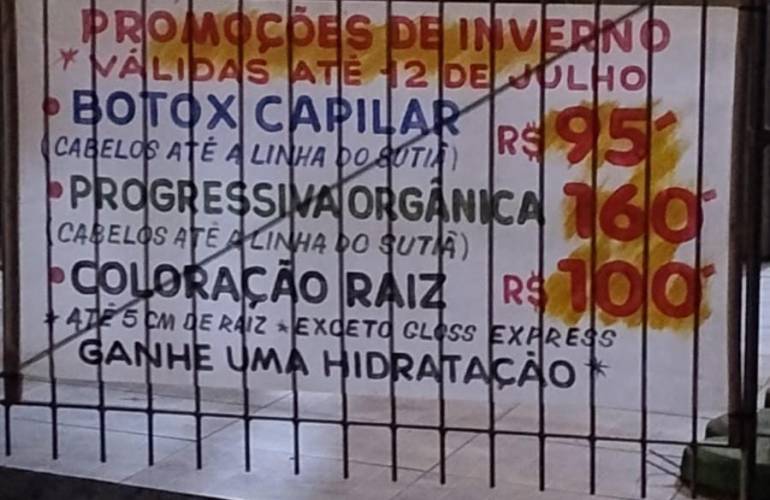 PROMOÇÕES DE INVERNO
* VÁLIDAS ATÉ 12 DE JULHO
• BOTOX CAPILAR R$ 95,-
(CABELOS ATÉ A LINHA DO SUTIÃ)
• PROGRESSIVA ORGÂNICA 160,-
(CABELOS ATÉ A LINHA DO SUTIÃ)
• COLORAÇÃO RAIZ R$ 100,-
* ATÉ 5 CM DE RAIZ * EXCETO GLOSS EXPRESS
GANHE UMA HIDRATAÇÃO *